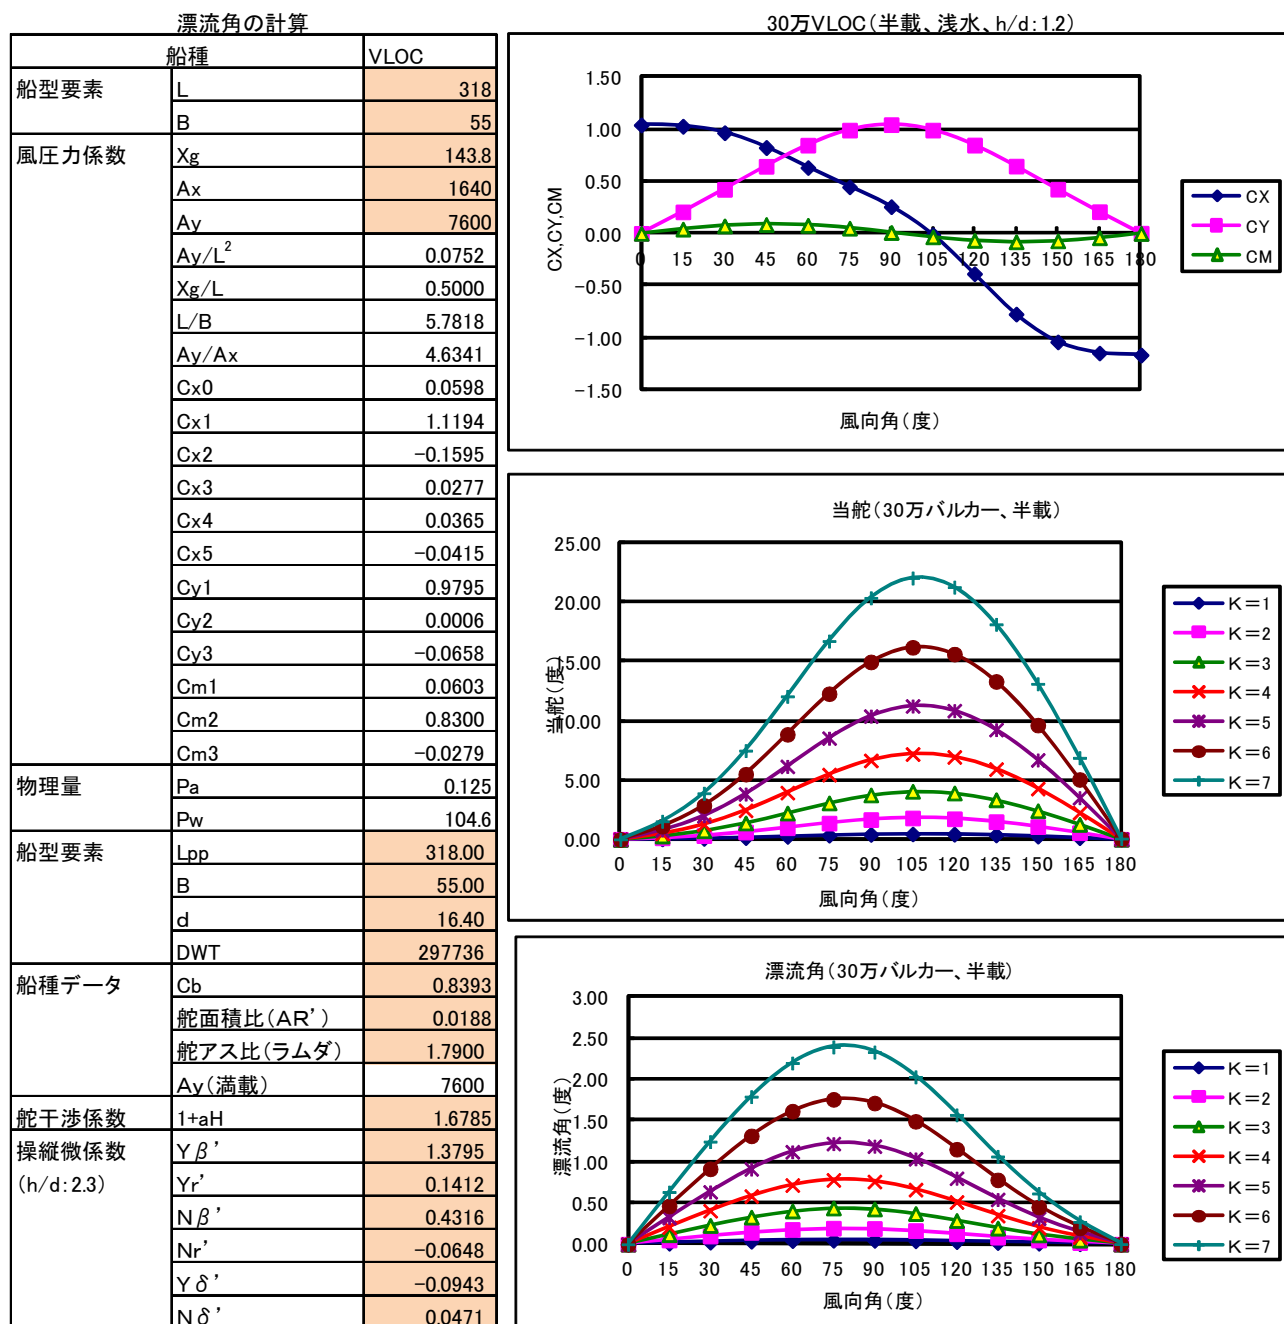 漂流角の計算
船種 VLOC
船型要素 L 318
B 55
風圧力係数 Xg 143.8
Ax 1640
Ay 7600
Ay/L² 0.0752
Xg/L 0.5000
L/B 5.7818
Ay/Ax 4.6341
Cx0 0.0598
Cx1 1.1194
Cx2 −0.1595
Cx3 0.0277
Cx4 0.0365
Cx5 −0.0415
Cy1 0.9795
Cy2 0.0006
Cy3 −0.0658
Cm1 0.0603
Cm2 0.8300
Cm3 −0.0279
物理量 Pa 0.125
Pw 104.6
船型要素 Lpp 318.00
B 55.00
d 16.40
DWT 297736
船種データ Cb 0.8393
舵面積比(AR’) 0.0188
舵アス比(ラムダ) 1.7900
Ay(満載) 7600
舵干渉係数 1+aH 1.6785
操縦微係数 Yβ’ 1.3795
(h/d:2.3) Yr’ 0.1412
Nβ’ 0.4316
Nr’ −0.0648
Yδ’ −0.0943
Nδ’ 0.0471
30万VLOC(半載、浅水、h/d:1.2)
1.50
1.00
0.50
0.00
−0.50
−1.00
−1.50
CX,CY,CM
0 15 30 45 60 75 90 105 120 135 150 165 180
風向角(度)
CX
CY
CM
当舵(30万バルカー、半載)
25.00
20.00
15.00
10.00
5.00
0.00
当舵(度)
0 15 30 45 60 75 90 105 120 135 150 165 180
風向角(度)
K=1
K=2
K=3
K=4
K=5
K=6
K=7
漂流角(30万バルカー、半載)
3.00
2.50
2.00
1.50
1.00
0.50
0.00
漂流角(度)
0 15 30 45 60 75 90 105 120 135 150 165 180
風向角(度)
K=1
K=2
K=3
K=4
K=5
K=6
K=7